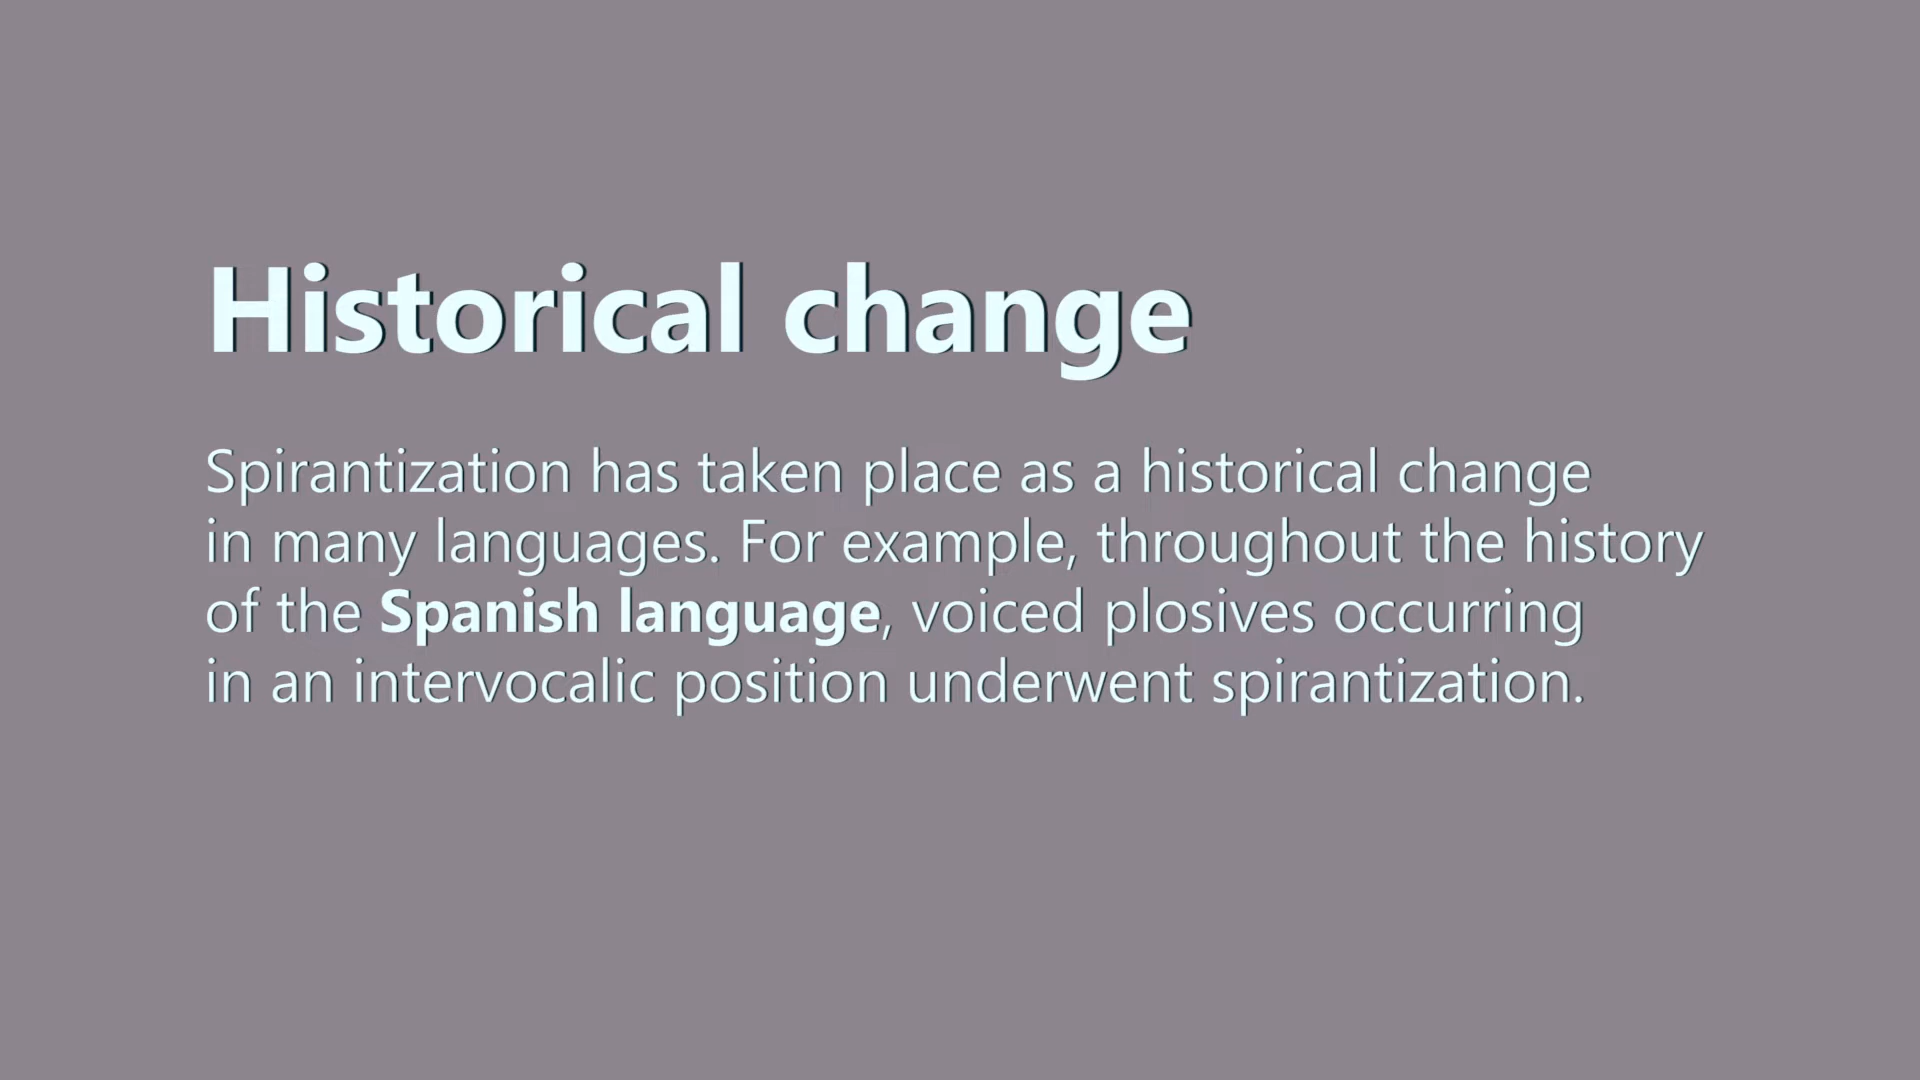 Historical change
Spirantization has taken place as a historical change
in many languages. For example, throughout the history
of the Spanish language, voiced plosives occurring
in an intervocalic position underwent spirantization.